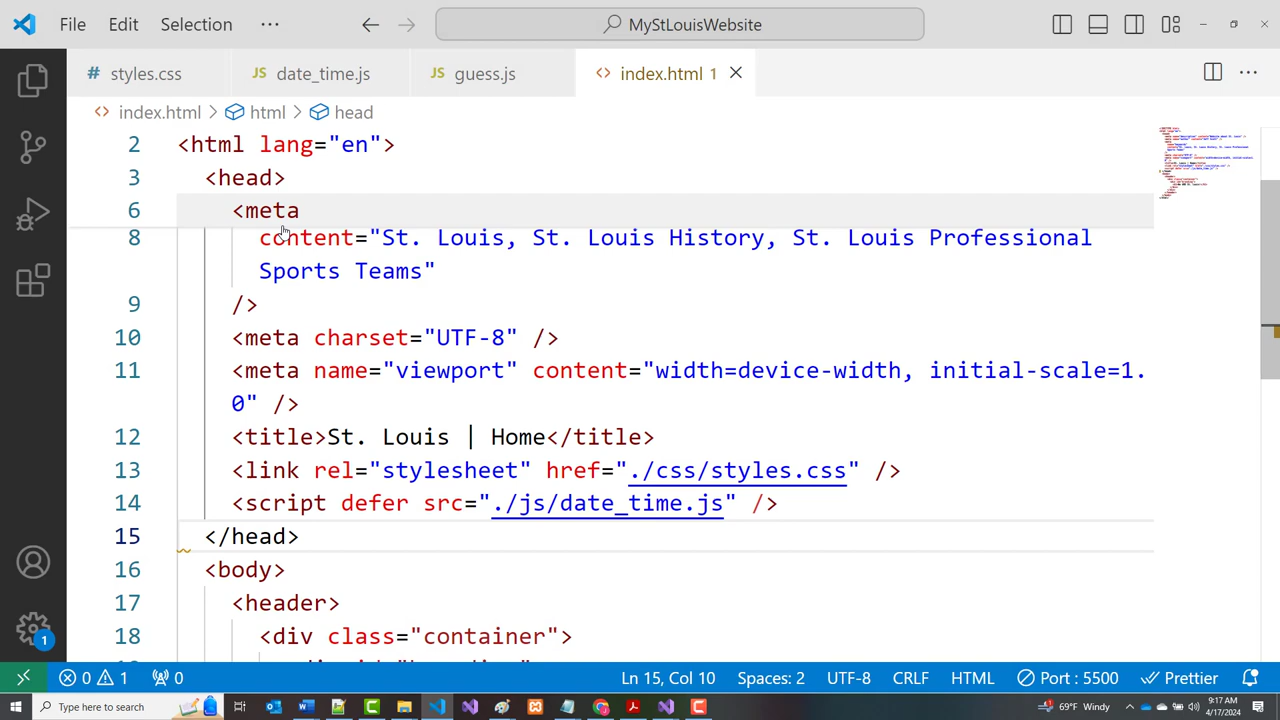 File Edit Selection ··· MyStLouisWebsite
# styles.css JS date_time.js JS guess.js <> index.html 1
<> index.html > html > head
2 <html lang="en">
3 <head>
6 <meta
8 content="St. Louis, St. Louis History, St. Louis Professional
Sports Teams"
9 />
10 <meta charset="UTF-8" />
11 <meta name="viewport" content="width=device-width, initial-scale=1.
0" />
12 <title>St. Louis | Home</title>
13 <link rel="stylesheet" href="./css/styles.css" />
14 <script defer src="./js/date_time.js" />
15 </head>
16 <body>
17 <header>
18 <div class="container">
1
0 1 0 Ln 15, Col 10 Spaces: 2 UTF-8 CRLF HTML Port : 5500 Prettier
Type here to search 69°F 9:17 AM
4/17/2024